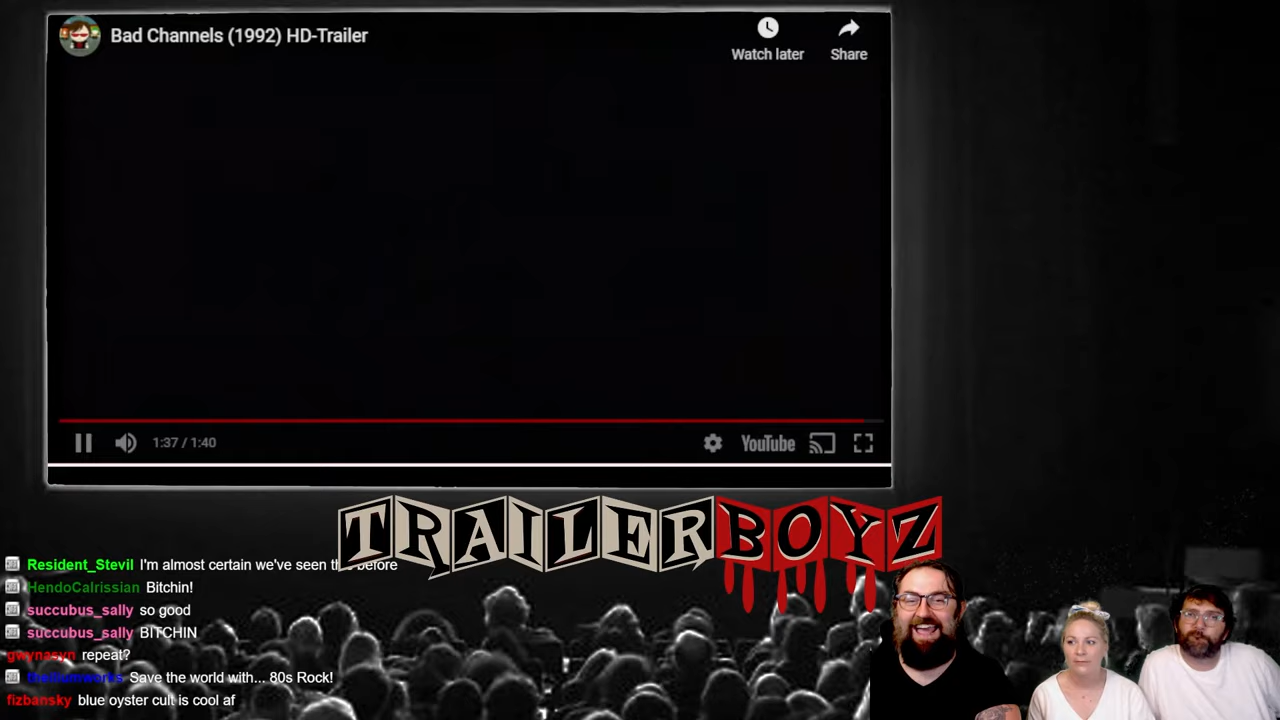 Bad Channels (1992) HD-Trailer
Watch later
Share
1:37 / 1:40
YouTube
TRAILERBOYZ
Resident_Stevil I'm almost certain we've seen before
HendoCalrissian Bitchin!
succubus_sally so good
succubus_sally BITCHIN
gwynasyn repeat?
Save the world with... 80s Rock!
fizbansky blue oyster cult is cool af